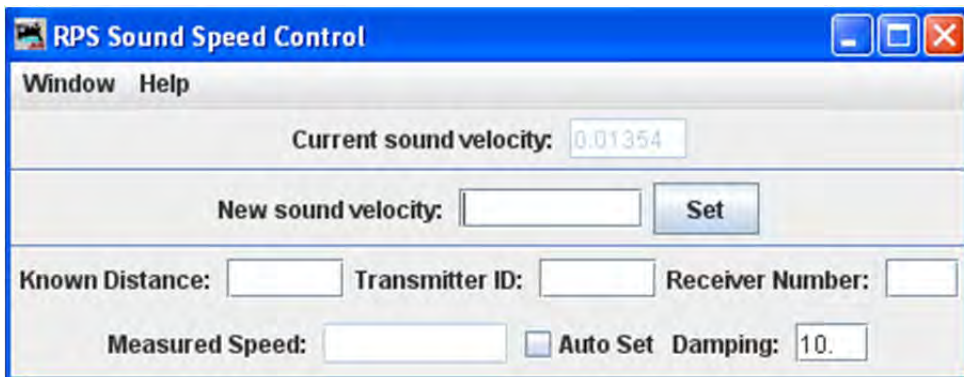 RPS Sound Speed Control
Window Help
Current sound velocity: 0.01354
New sound velocity: Set
Known Distance: Transmitter ID: Receiver Number:
Measured Speed: Auto Set Damping: 10.